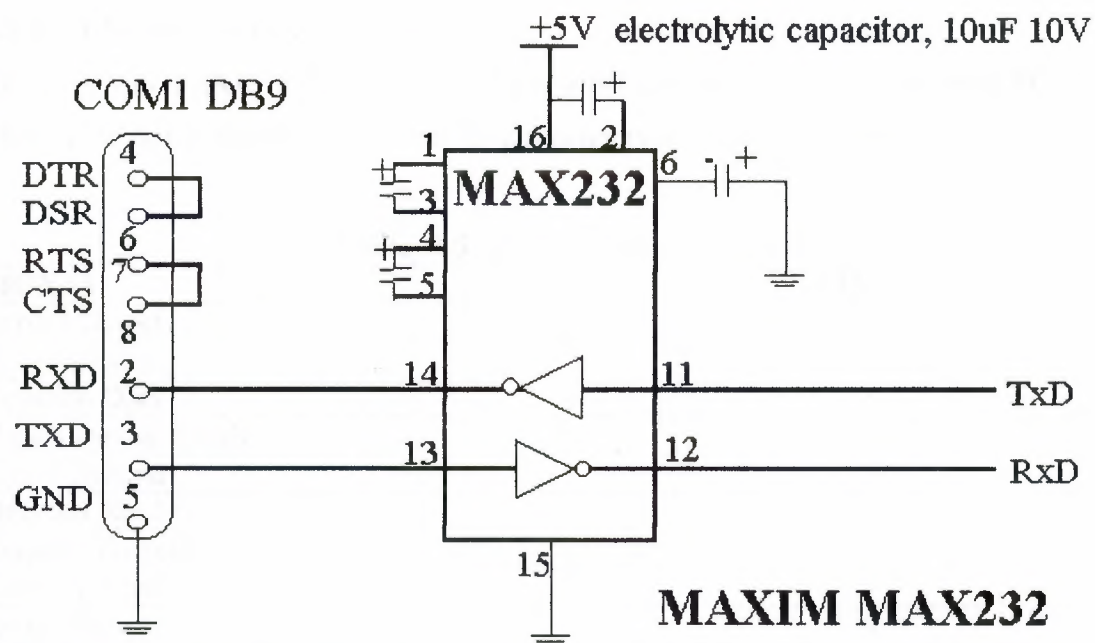 +5V electrolytic capacitor, 10uF 10V
COM1 DB9
+
16 2
1
6 - +
MAX232
+
3
4
+
5
4
DTR
DSR
6
RTS 7
CTS
8
RXD 2
14 11
TxD
TXD 3
13 12
RxD
GND 5
15
MAXIM MAX232